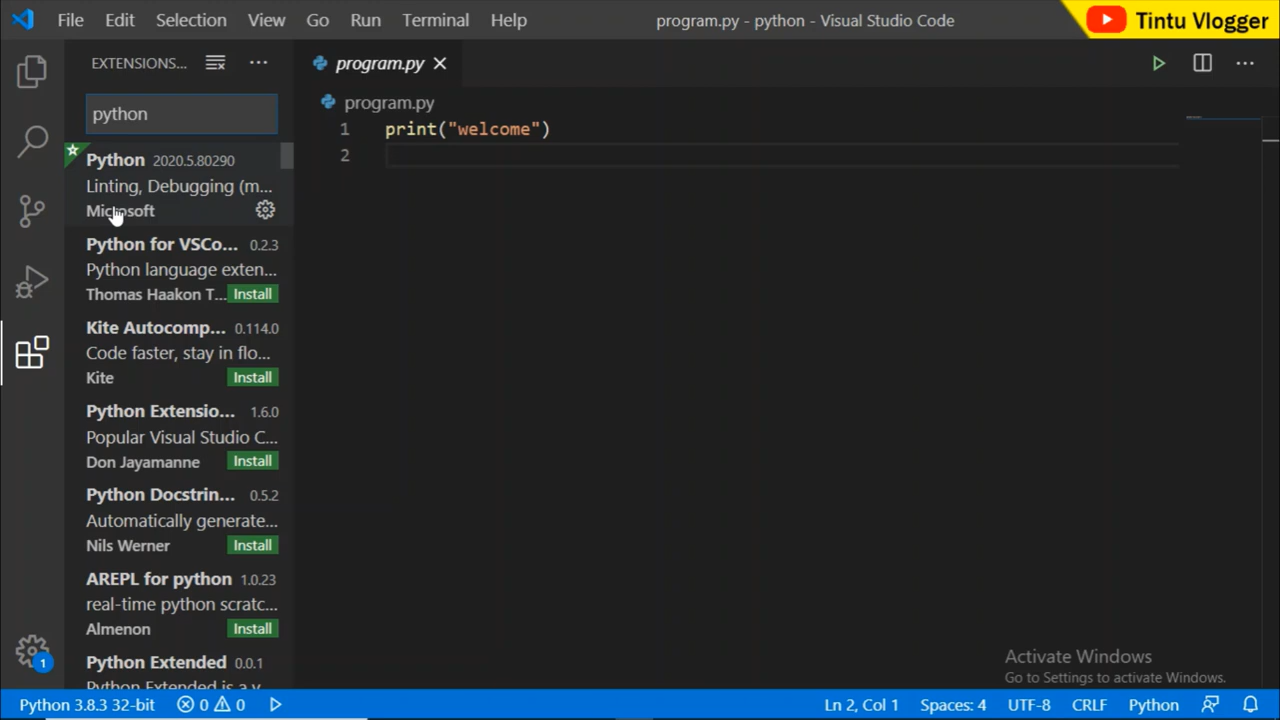 File Edit Selection View Go Run Terminal Help
program.py - python - Visual Studio Code
Tintu Vlogger
EXTENSIONS...
python
Python 2020.5.80290
Linting, Debugging (m...
Microsoft
Python for VSCo... 0.2.3
Python language exten...
Thomas Haakon T... Install
Kite Autocomp... 0.114.0
Code faster, stay in flo...
Kite Install
Python Extensio... 1.6.0
Popular Visual Studio C...
Don Jayamanne Install
Python Docstrin... 0.5.2
Automatically generate...
Nils Werner Install
AREPL for python 1.0.23
real-time python scratc...
Almenon Install
Python Extended 0.0.1
Python Extended is a v
1
program.py
program.py
1 print("welcome")
2
Activate Windows
Go to Settings to activate Windows.
Python 3.8.3 32-bit 0 0 Ln 2, Col 1 Spaces: 4 UTF-8 CRLF Python